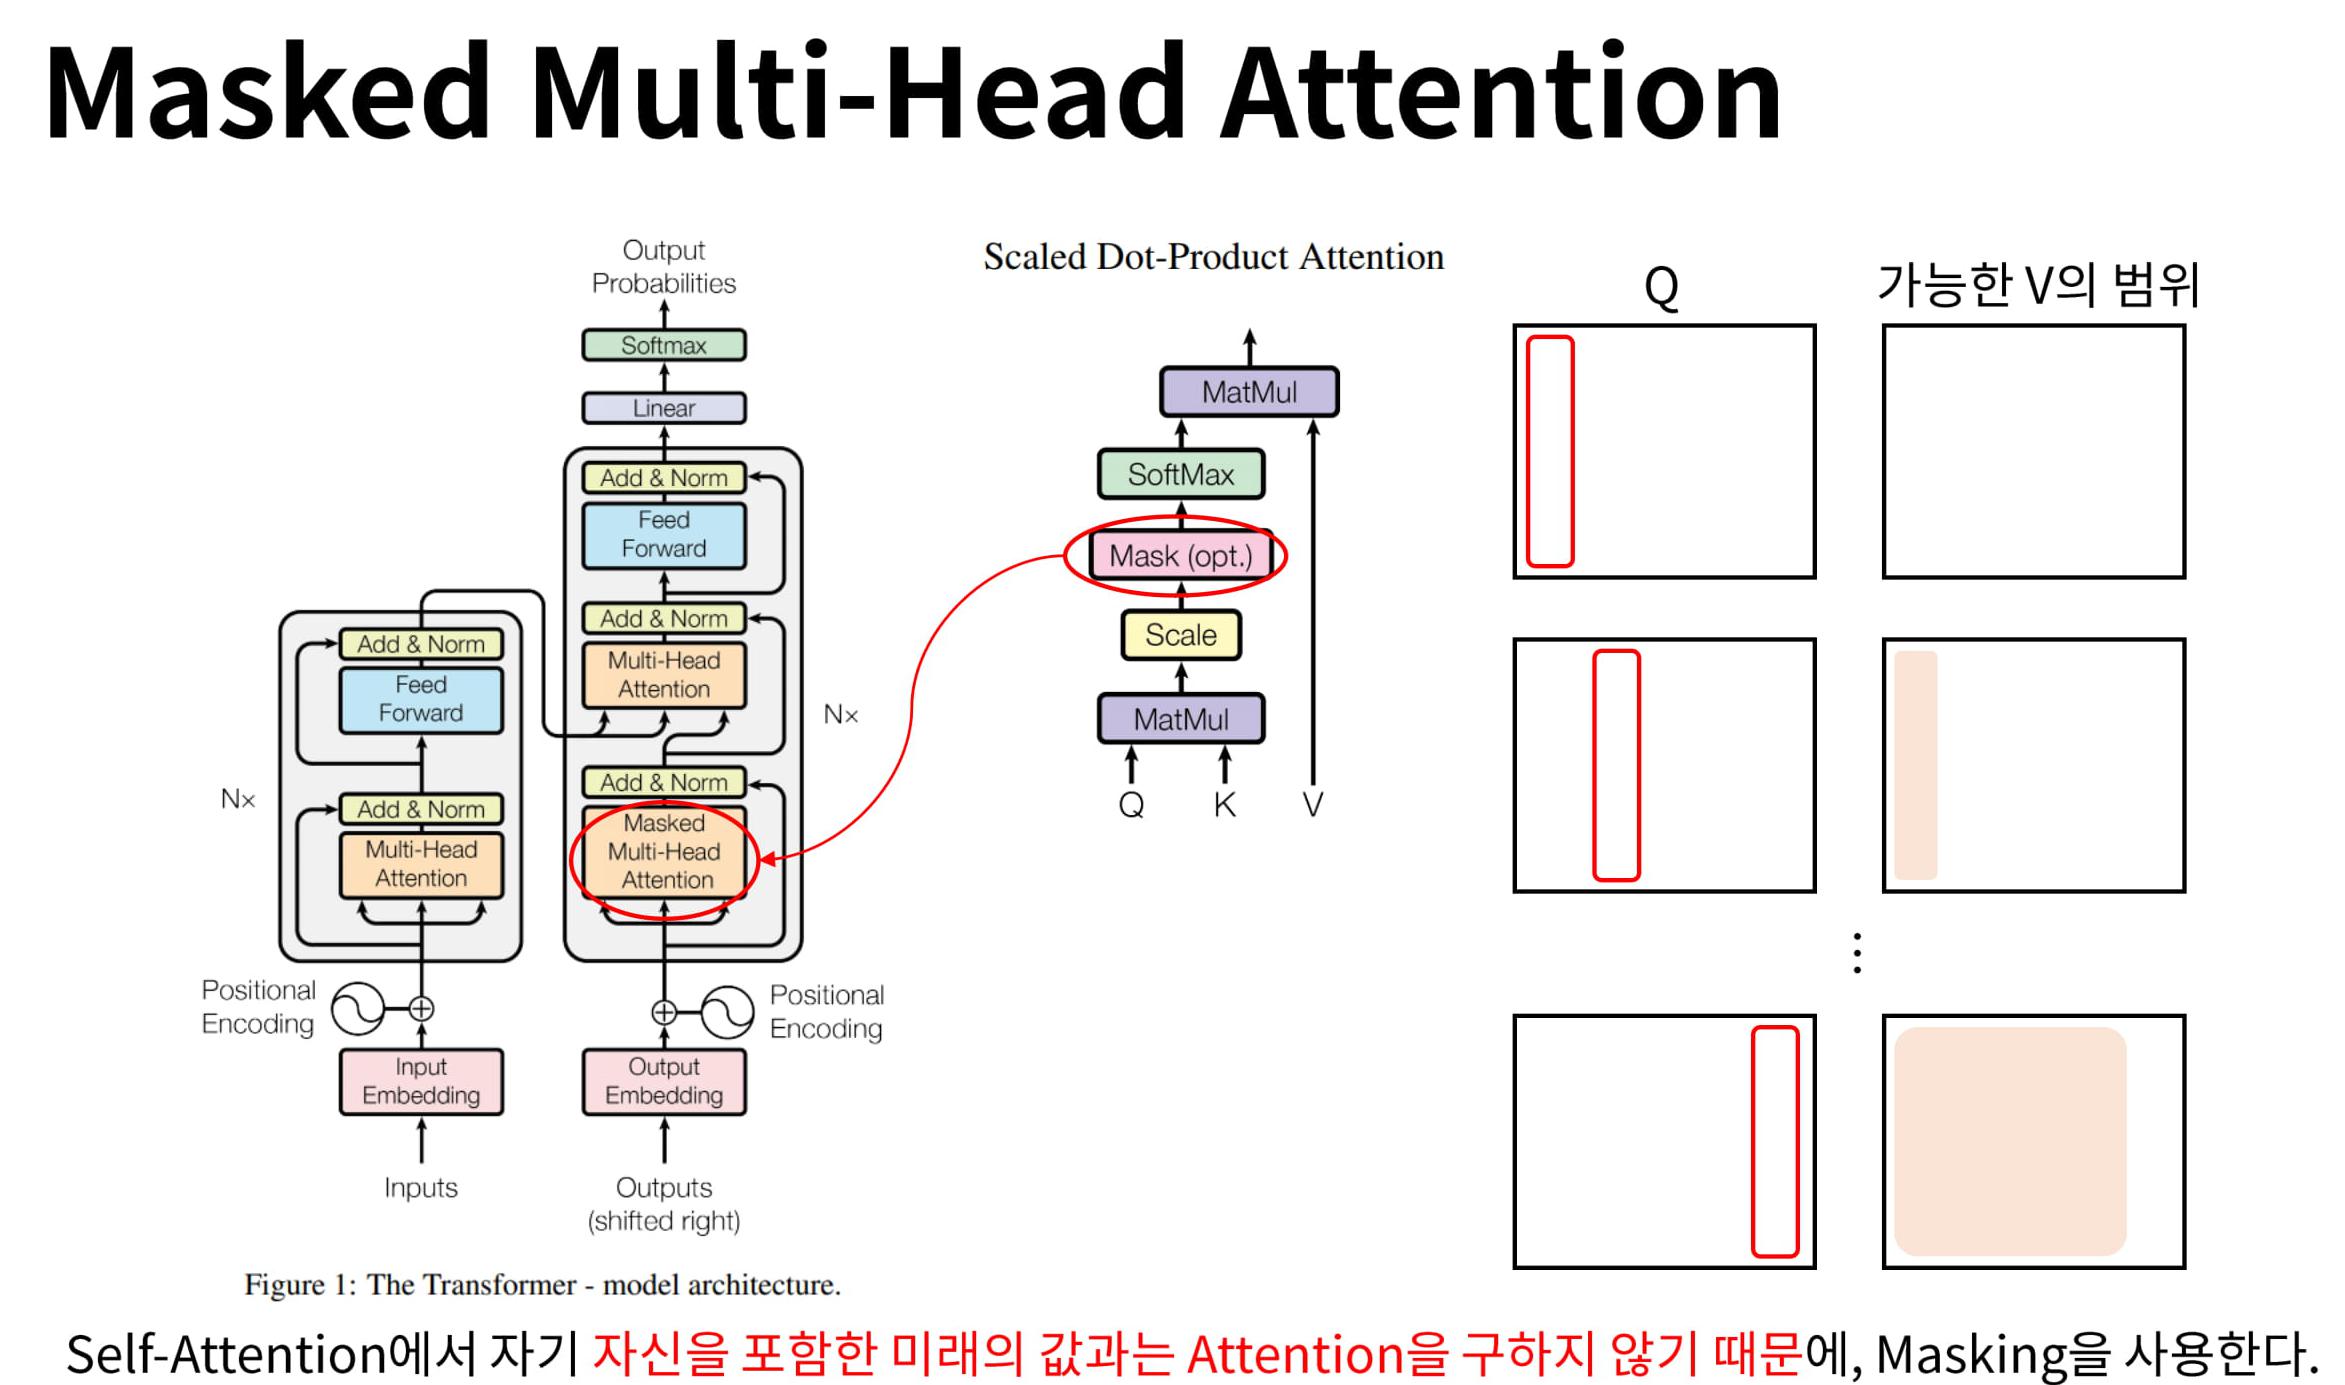 Masked Multi-Head Attention
Output
Probabilities
Softmax
Linear
Add & Norm
Feed
Forward
Add & Norm
Multi-Head
Attention
Add & Norm
Masked
Multi-Head
Attention
N×
Positional
Encoding
Output
Embedding
Outputs
(shifted right)
Add & Norm
Feed
Forward
Add & Norm
Multi-Head
Attention
N×
Positional
Encoding
Input
Embedding
Inputs
Figure 1: The Transformer - model architecture.
Scaled Dot-Product Attention
MatMul
SoftMax
Mask (opt.)
Scale
MatMul
Q K V
Q
가능한 V의 범위
⋮
Self-Attention에서 자기 자신을 포함한 미래의 값과는 Attention을 구하지 않기 때문에, Masking을 사용한다.